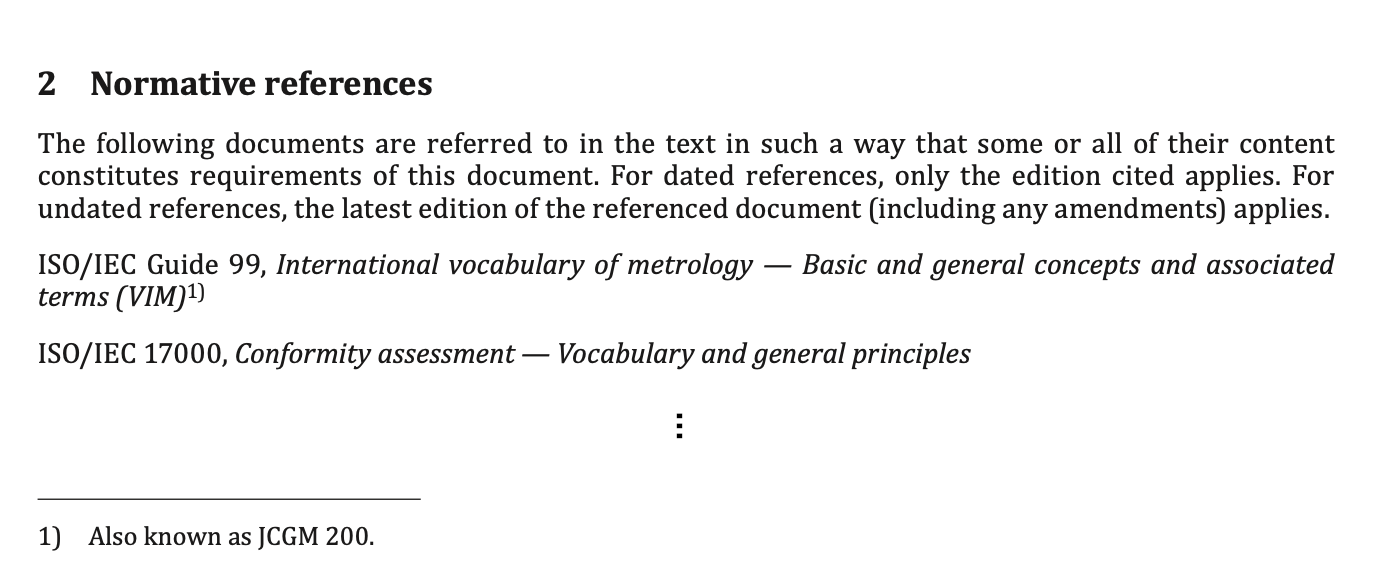 2 Normative references
The following documents are referred to in the text in such a way that some or all of their content
constitutes requirements of this document. For dated references, only the edition cited applies. For
undated references, the latest edition of the referenced document (including any amendments) applies.
ISO/IEC Guide 99, International vocabulary of metrology — Basic and general concepts and associated
terms (VIM)1)
ISO/IEC 17000, Conformity assessment — Vocabulary and general principles
⋮
1) Also known as JCGM 200.